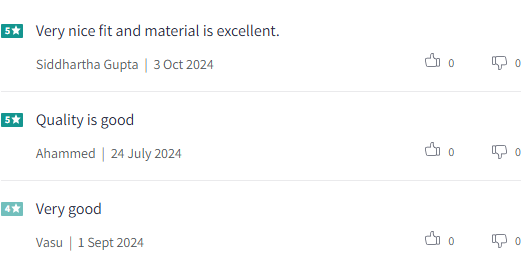 5★ Very nice fit and material is excellent.
Siddhartha Gupta | 3 Oct 2024 0 0
5★ Quality is good
Ahammed | 24 July 2024 0 0
4★ Very good
Vasu | 1 Sept 2024 0 0